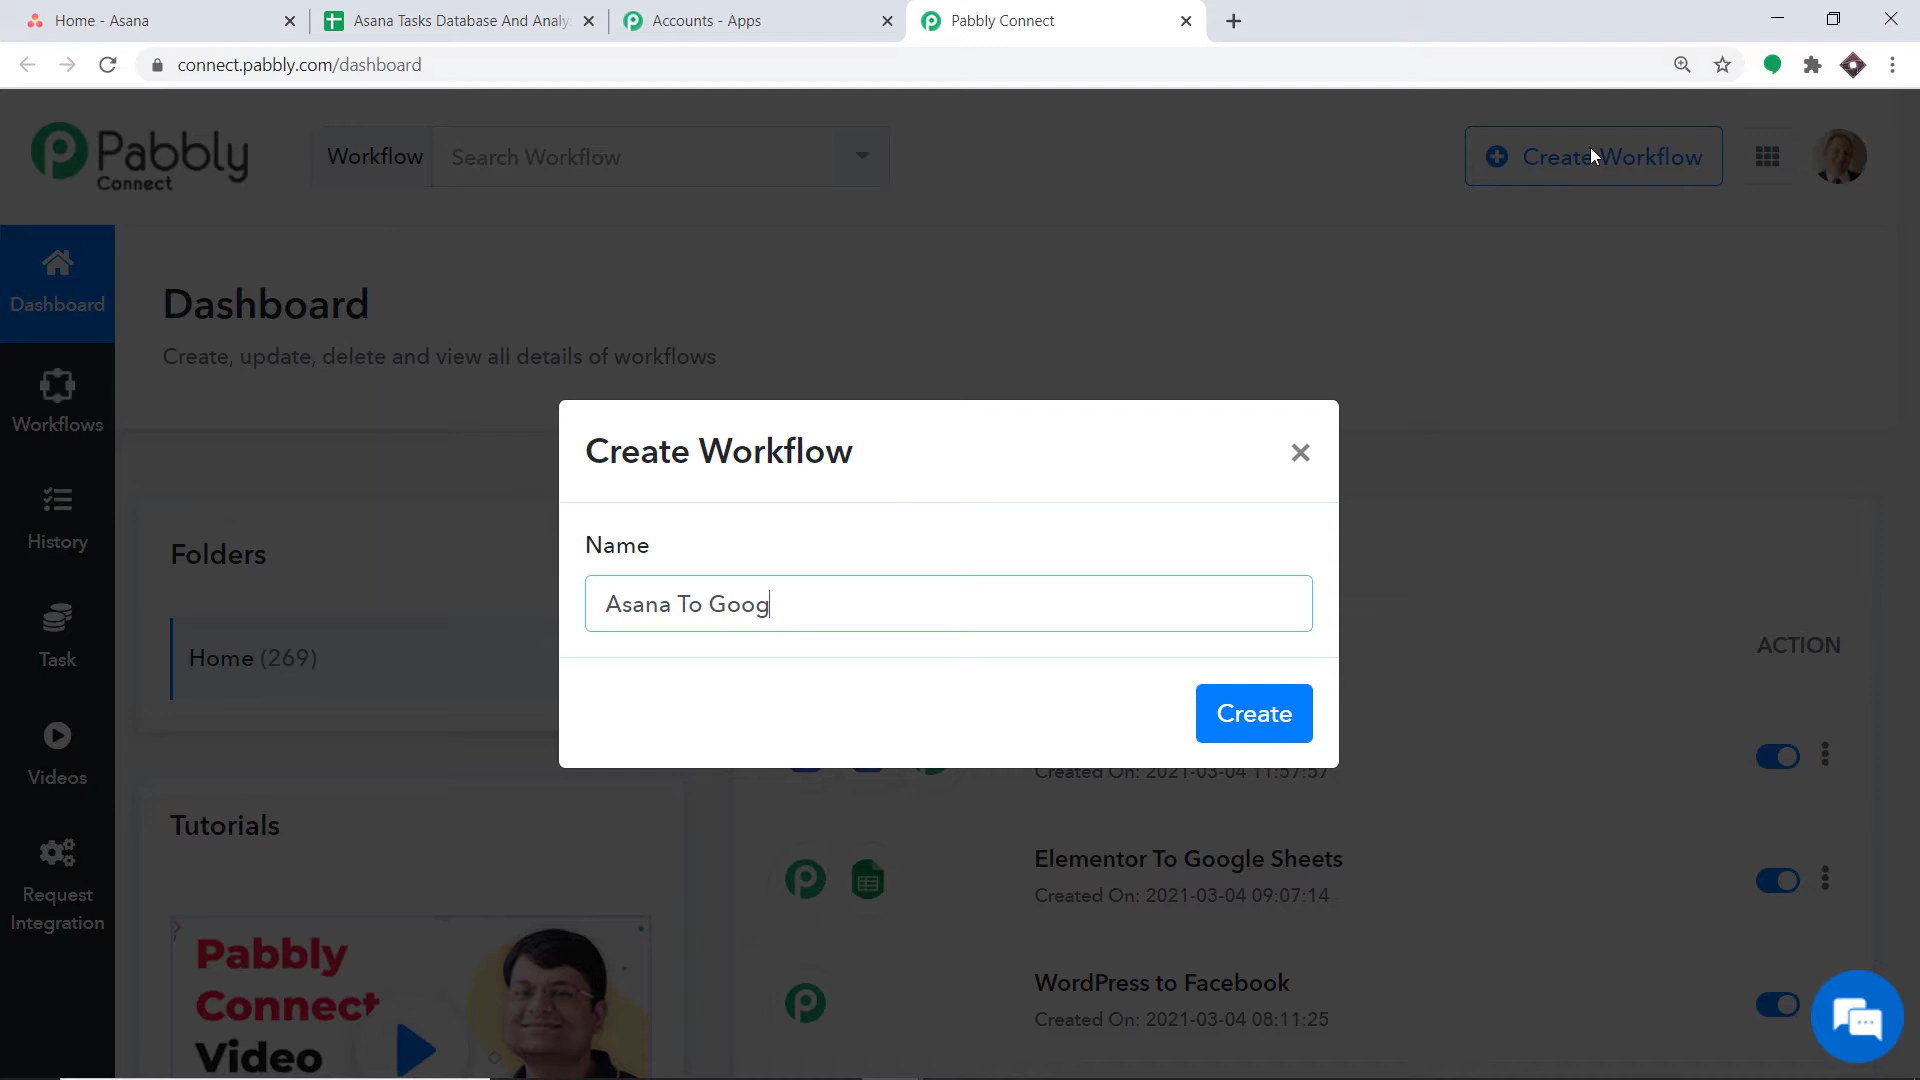 Home - Asana
Asana Tasks Database And Analy
Accounts - Apps
Pabbly Connect
connect.pabbly.com/dashboard
Pabbly
Connect
Workflow
Search Workflow
Create Workflow
Dashboard
Workflows
History
Task
Videos
Request
Integration
Dashboard
Create, update, delete and view all details of workflows
Folders
Home (269)
Tutorials
Pabbly
Connect
Video
Create Workflow
Name
Asana To Goog
Create
ACTION
Created On: 2021-03-04 11:57:57
Elementor To Google Sheets
Created On: 2021-03-04 09:07:14
WordPress to Facebook
Created On: 2021-03-04 08:11:25